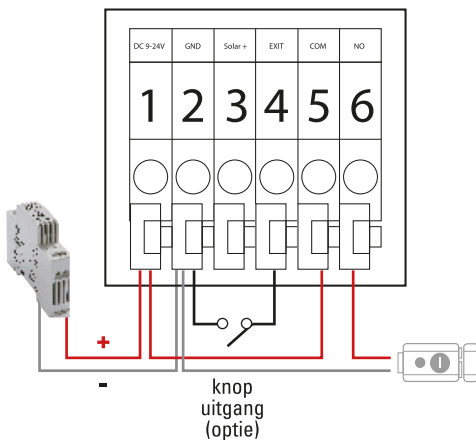 DC 9-24V GND Solar + EXIT COM NO
1 2 3 4 5 6
+
-
knop
uitgang
(optie)